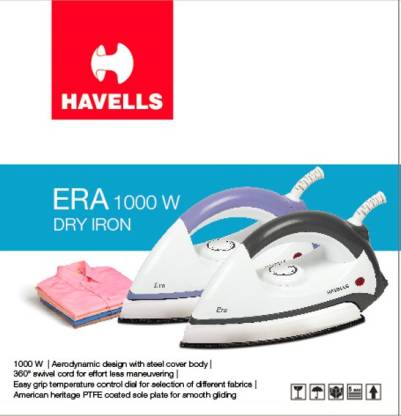 HAVELLS
ERA 1000 W
DRY IRON
Era
Era
HAVELLS
1000 W | Aerodynamic design with steel cover body |
360° swivel cord for effort less maneuvering |
Easy grip temperature control dial for selection of different fabrics |
American heritage PTFE coated sole plate for smooth gliding